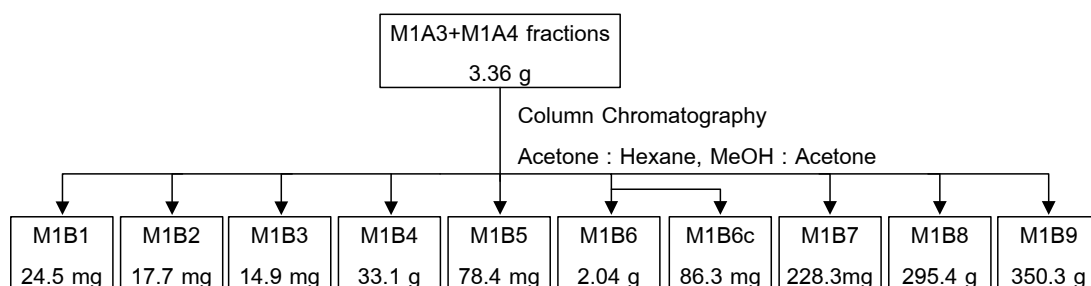 M1A3+M1A4 fractions
3.36 g
Column Chromatography
Acetone : Hexane, MeOH : Acetone
M1B1 M1B2 M1B3 M1B4 M1B5 M1B6 M1B6c M1B7 M1B8 M1B9
24.5 mg 17.7 mg 14.9 mg 33.1 g 78.4 mg 2.04 g 86.3 mg 228.3mg 295.4 g 350.3 g